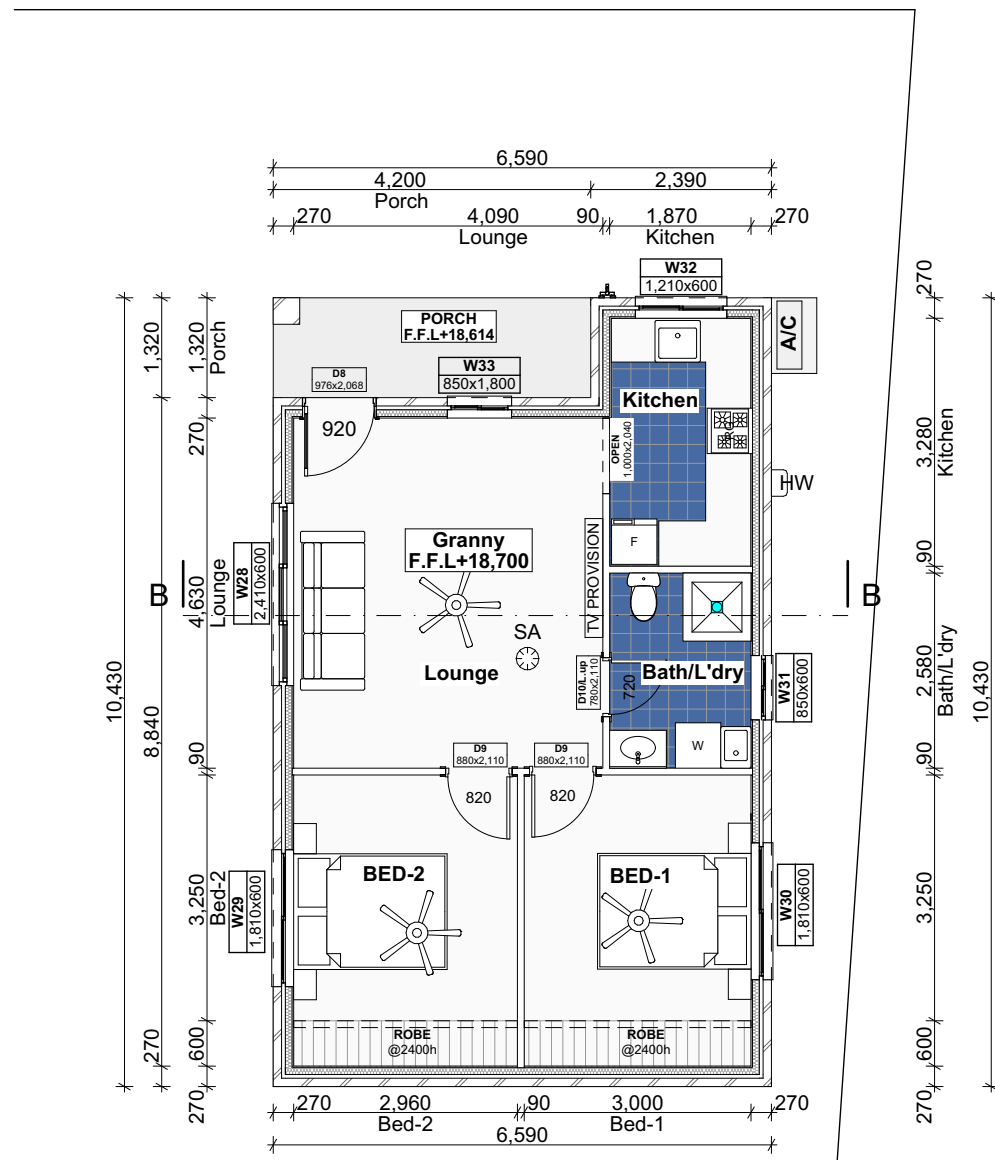 6,590
4,200
2,390
Porch
270
4,090
90
1,870
270
Lounge
Kitchen
W32
1,210x600
270
1,320
1,320
Porch
PORCH
F.F.L+18,614
A/C
W33
850x1,800
D8
976x2,068
920
Kitchen
OPEN
1,000x2,040
270
3,280
Kitchen
HW
F
Granny
F.F.L+18,700
TV PROVISION
W28
2,410x600
B
B
4,630
Lounge
90
SA
Lounge
Bath/L'dry
D10/L.up
780x2,110
720
W31
850x600
2,580
Bath/L'dry
10,430
8,840
10,430
W
D9
880x2,110
D9
880x2,110
90
90
820
820
BED-2
BED-1
W29
1,810x600
3,250
Bed-2
W30
1,810x600
3,250
ROBE
@2400h
ROBE
@2400h
270
600
600
270
270
270
2,960
90
3,000
270
Bed-2
Bed-1
6,590